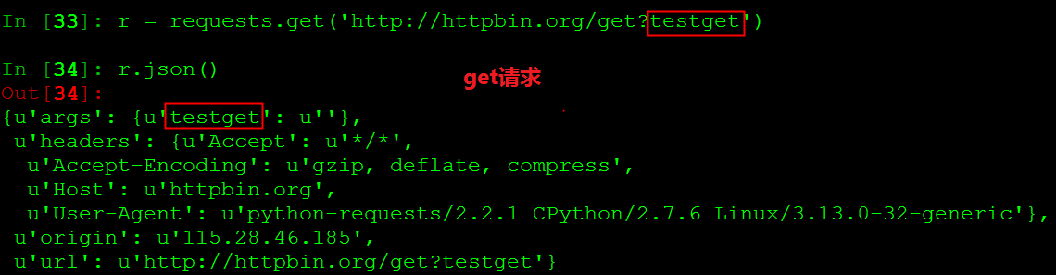 In [33]: r = requests.get('http://httpbin.org/get?testget')
In [34]: r.json()
get请求
Out[34]:
{u'args': {u'testget': u''},
u'headers': {u'Accept': u'*/*',
u'Accept-Encoding': u'gzip, deflate, compress',
u'Host': u'httpbin.org',
u'User-Agent': u'python-requests/2.2.1 CPython/2.7.6 Linux/3.13.0-32-generic'},
u'origin': u'115.28.46.185',
u'url': u'http://httpbin.org/get?testget'}